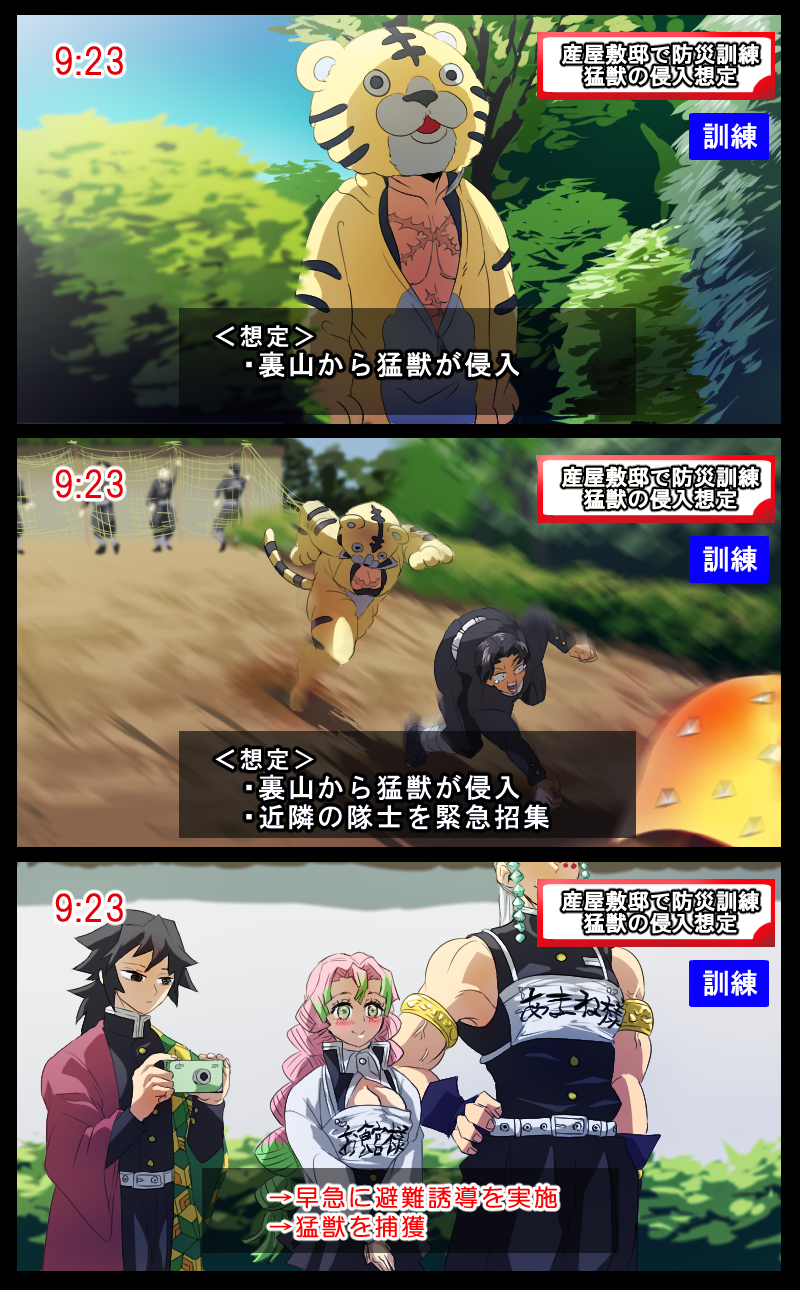 9:23
産屋敷邸で防災訓練
猛獣の侵入想定
訓練
＜想定＞
・裏山から猛獣が侵入
9:23
産屋敷邸で防災訓練
猛獣の侵入想定
訓練
＜想定＞
・裏山から猛獣が侵入
・近隣の隊士を緊急招集
9:23
産屋敷邸で防災訓練
猛獣の侵入想定
訓練
あまね様
お館様
→早急に避難誘導を実施
→猛獣を捕獲